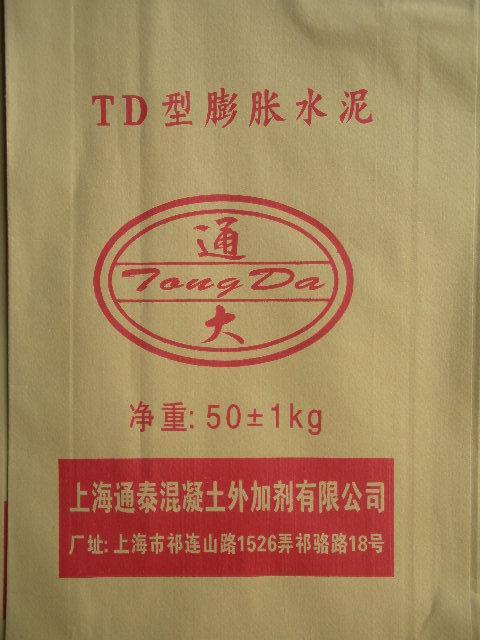 TD型膨胀水泥
通
TongDa
大
净重: 50±1kg
上海通泰混凝土外加剂有限公司
厂址: 上海市祁连山路1526弄祁骆路18号